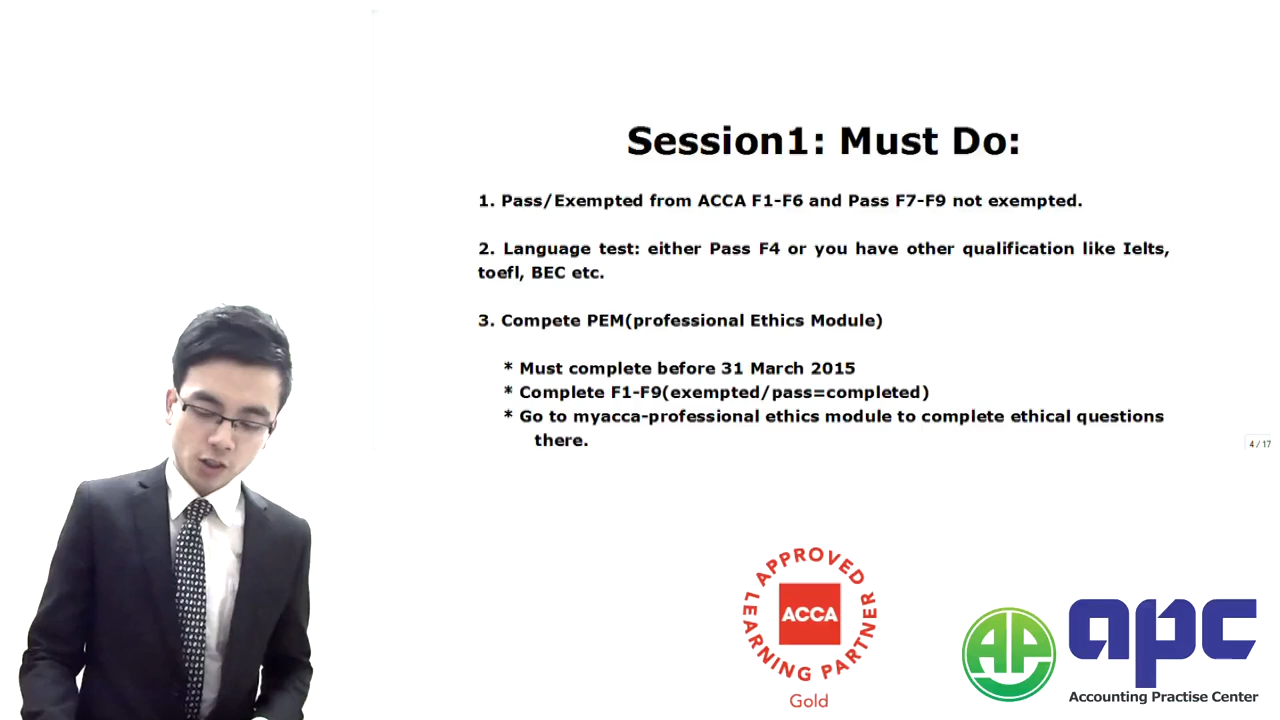 Session1: Must Do:
1. Pass/Exempted from ACCA F1-F6 and Pass F7-F9 not exempted.
2. Language test: either Pass F4 or you have other qualification like Ielts,
toefl, BEC etc.
3. Compete PEM(professional Ethics Module)
* Must complete before 31 March 2015
* Complete F1-F9(exempted/pass=completed)
* Go to myacca-professional ethics module to complete ethical questions
there.
4 / 17
APPROVED
LEARNING PARTNER
ACCA
Gold
AP
apc
Accounting Practise Center